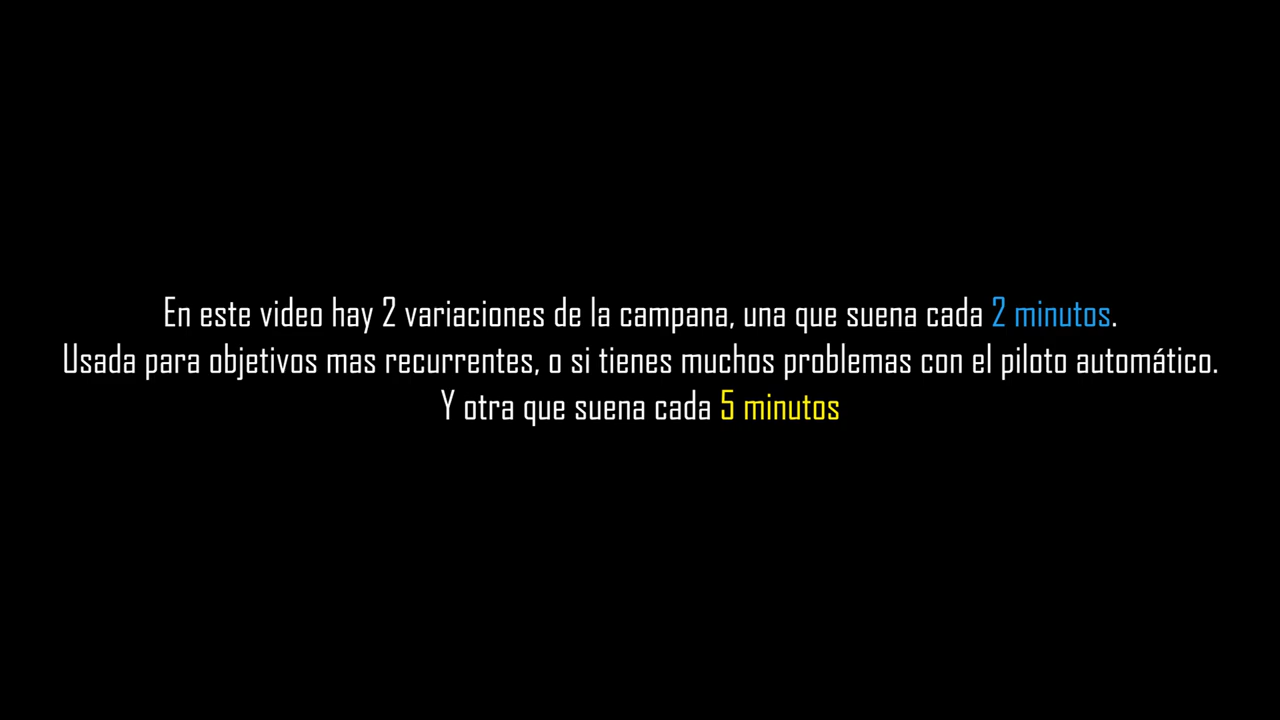 En este video hay 2 variaciones de la campana, una que suena cada 2 minutos.
Usada para objetivos mas recurrentes, o si tienes muchos problemas con el piloto automático.
Y otra que suena cada 5 minutos